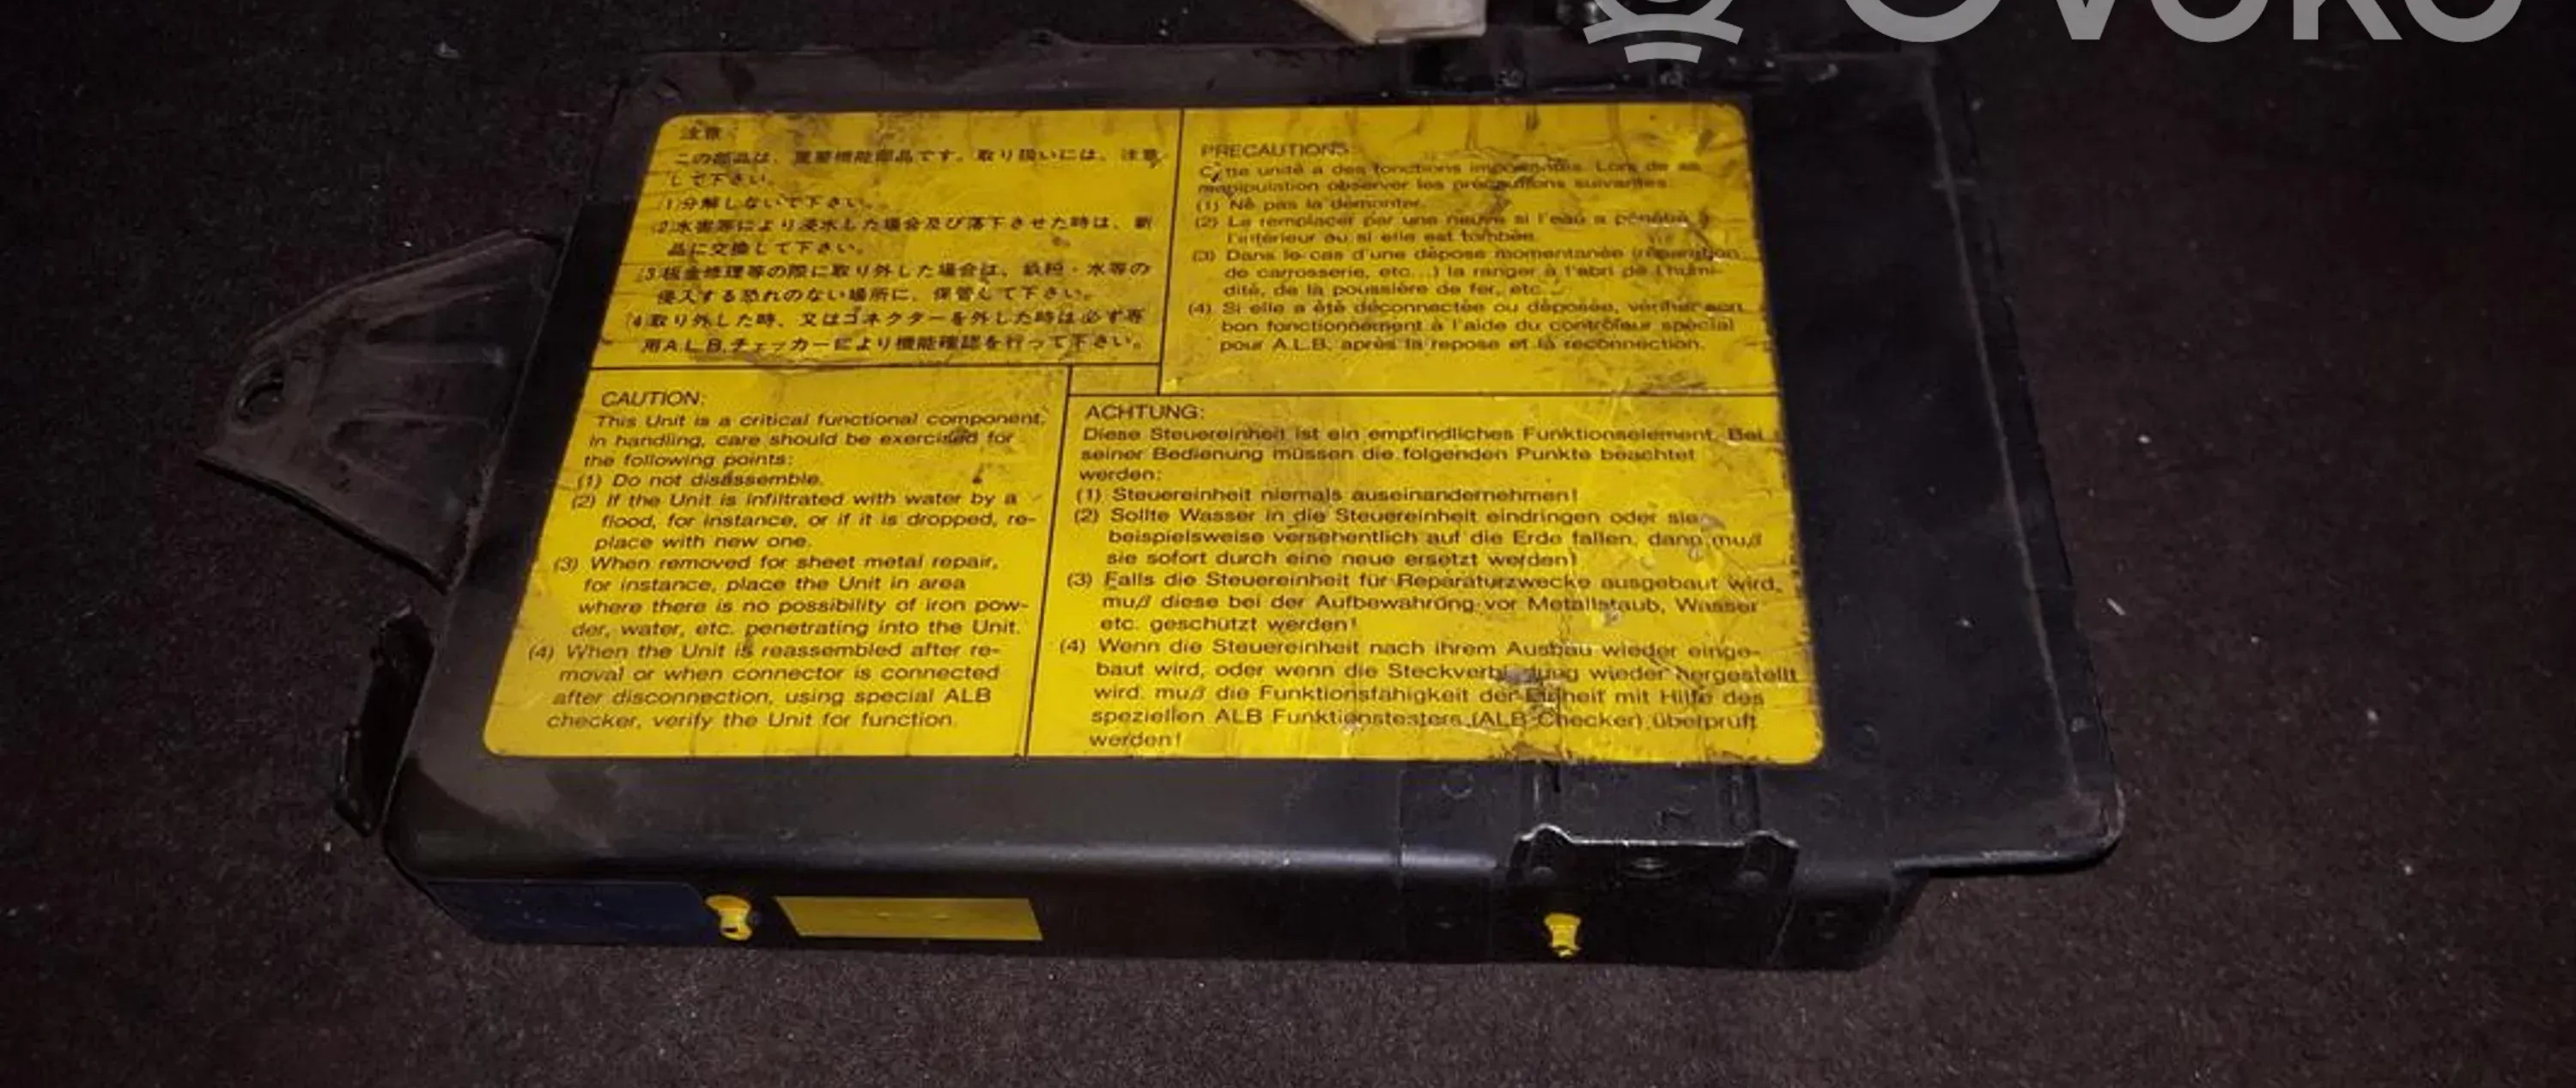 OVOKO
注意
この部品は、重要機能部品です。取り扱いには、注意
して下さい。
(1)分解しないで下さい。
(2)水害等により浸水した場合及び落下させた時は、新
品に交換して下さい。
(3)板金修理等の際に取り外した場合は、鉄粉・水等の
侵入する恐れのない場所に、保管して下さい。
(4)取り外した時、又はコネクターを外した時は必ず専
用A.L.B.チェッカーにより機能確認を行って下さい。
PRECAUTIONS:
Cette unité a des fonctions importantes. Lors de sa
manipulation observer les précautions suivantes:
(1) Ne pas la démonter.
(2) La remplacer par une neuve si l'eau a pénétré à
l'intérieur ou si elle est tombée.
(3) Dans le cas d'une dépose momentanée (réparation
de carrosserie, etc...) la ranger à l'abri de l'humi-
dité, de la poussière de fer, etc...
(4) Si elle a été déconnectée ou déposée, vérifier son
bon fonctionnement à l'aide du contrôleur spécial
pour A.L.B. après la repose et la reconnection.
CAUTION:
This Unit is a critical functional component,
in handling, care should be exercised for
the following points:
(1) Do not disassemble.
(2) If the Unit is infiltrated with water by a
flood, for instance, or if it is dropped, re-
place with new one.
(3) When removed for sheet metal repair,
for instance, place the Unit in area
where there is no possibility of iron pow-
der, water, etc. penetrating into the Unit.
(4) When the Unit is reassembled after re-
moval or when connector is connected
after disconnection, using special ALB
checker, verify the Unit for function.
ACHTUNG:
Diese Steuereinheit ist ein empfindliches Funktionselement. Bei
seiner Bedienung müssen die folgenden Punkte beachtet
werden:
(1) Steuereinheit niemals auseinandernehmen!
(2) Sollte Wasser in die Steuereinheit eindringen oder sie
beispielsweise versehentlich auf die Erde fallen, dann muß
sie sofort durch eine neue ersetzt werden!
(3) Falls die Steuereinheit für Reparaturzwecke ausgebaut wird,
muß diese bei der Aufbewahrung vor Metallstaub, Wasser
etc. geschützt werden!
(4) Wenn die Steuereinheit nach ihrem Ausbau wieder einge-
baut wird, oder wenn die Steckverbindung wieder hergestellt
wird, muß die Funktionsfähigkeit der Einheit mit Hilfe des
speziellen ALB Funktionstesters (ALB-Checker) überprüft
werden!